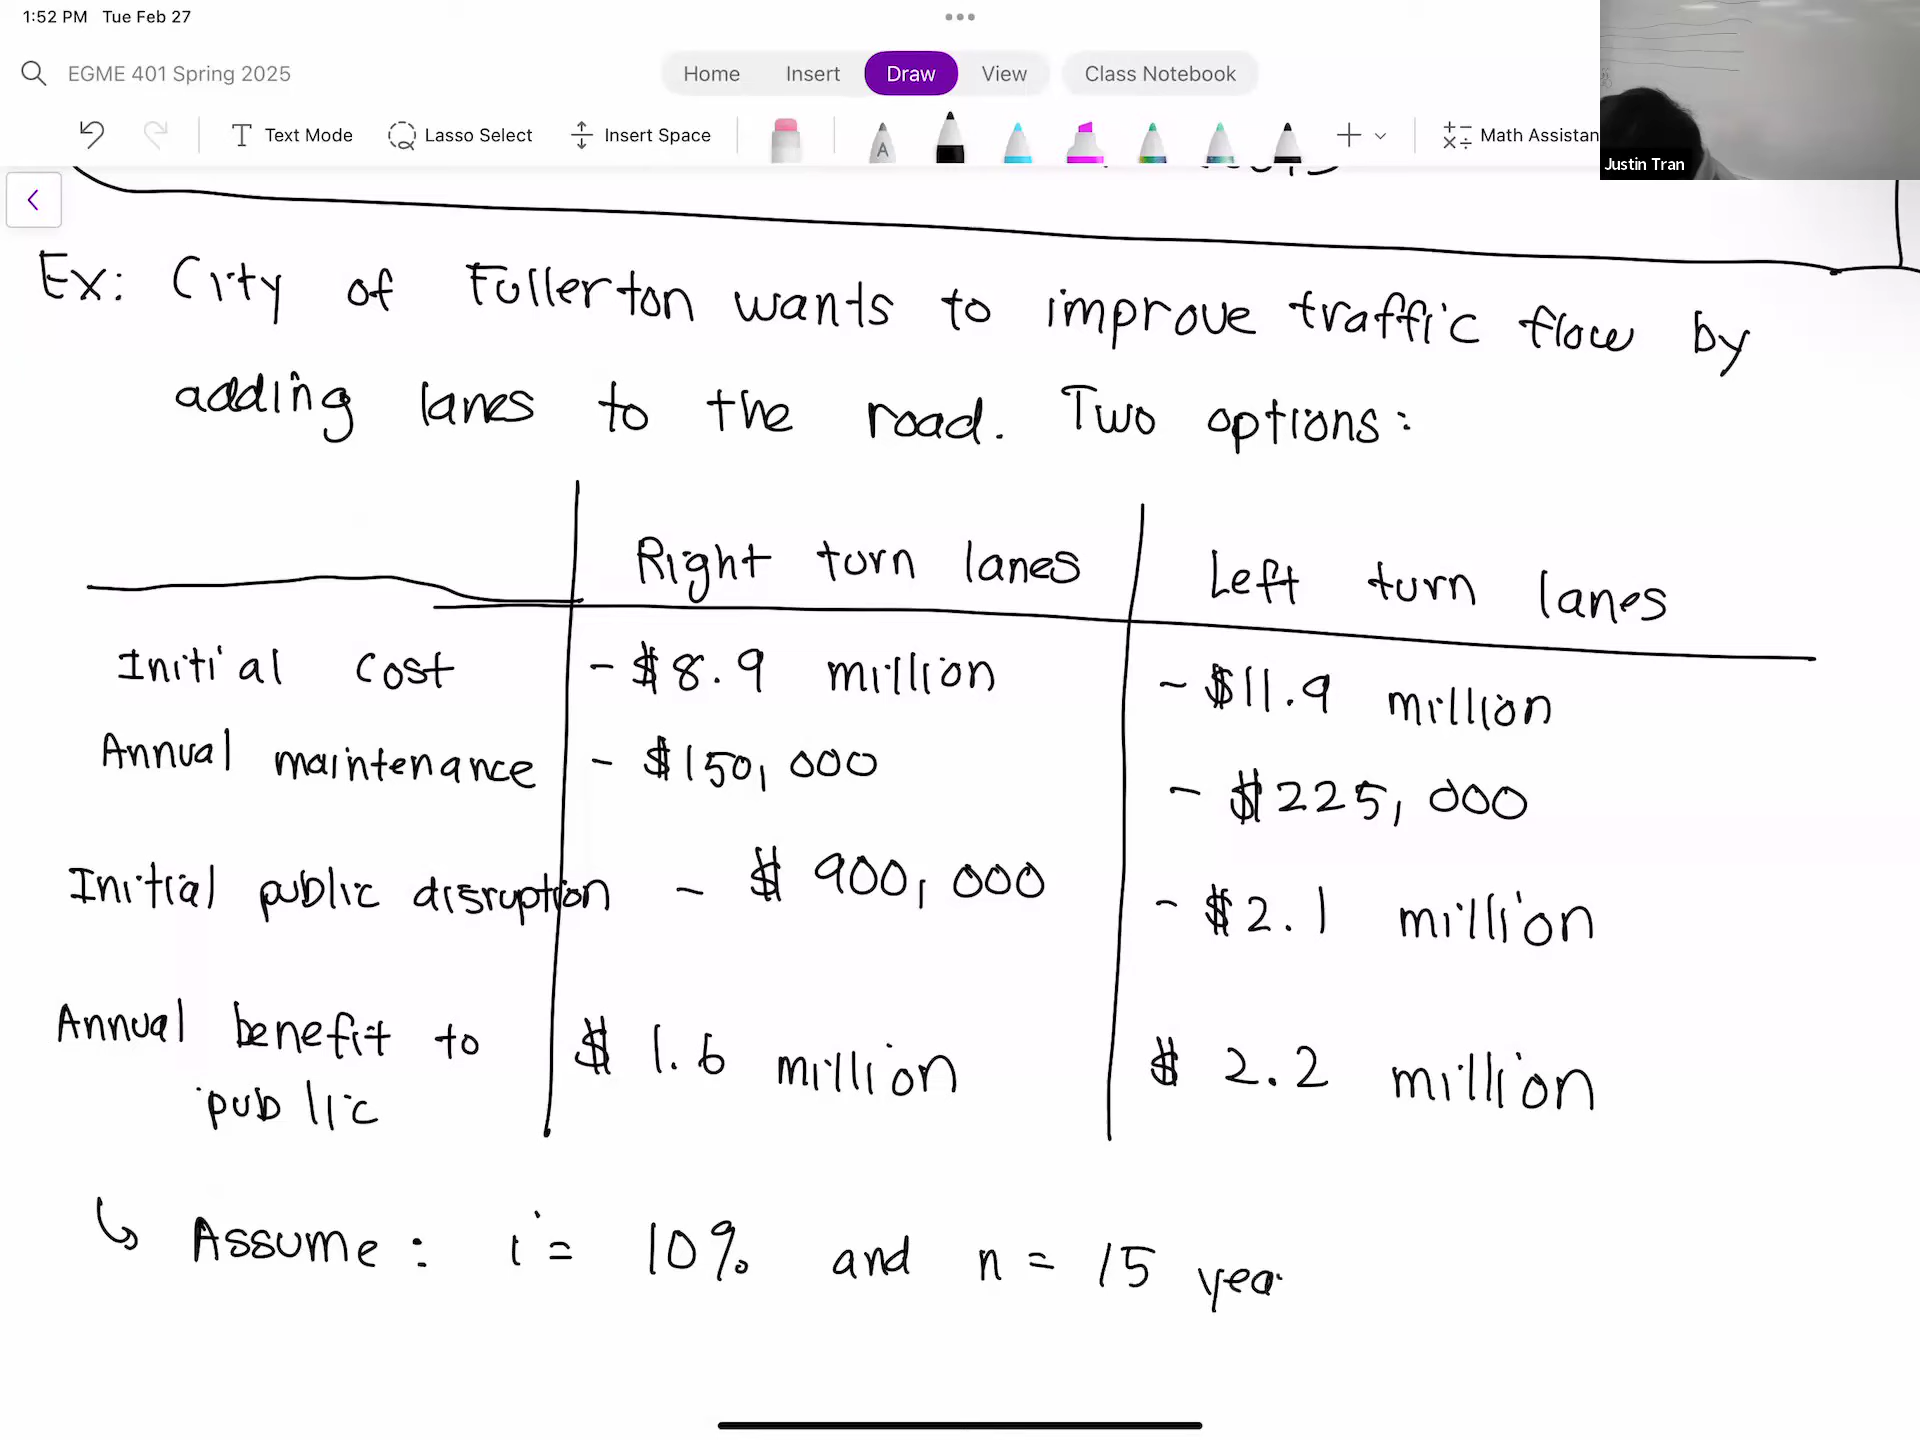 1:52 PM Tue Feb 27
EGME 401 Spring 2025
Home Insert Draw View Class Notebook
Text Mode Lasso Select Insert Space A Math Assistan
Justin Tran
Ex: City of Fullerton wants to improve traffic flow by
adding lanes to the road. Two options:
Right turn lanes Left turn lanes
Initial cost - $8.9 million - $11.9 million
Annual maintenance - $150,000 - $225,000
Initial public disruption - $900,000 - $2.1 million
Annual benefit to $1.6 million $2.2 million
public
↳ Assume: i = 10% and n = 15 yea